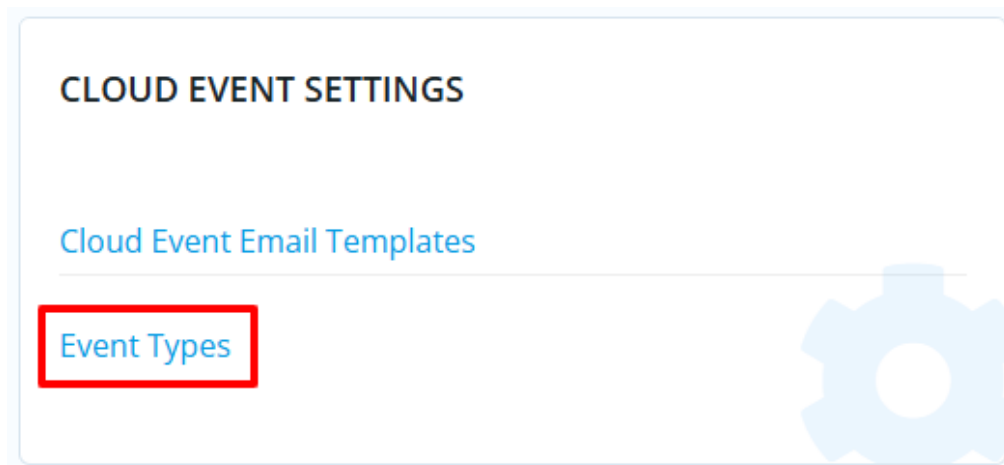 CLOUD EVENT SETTINGS
Cloud Event Email Templates
Event Types